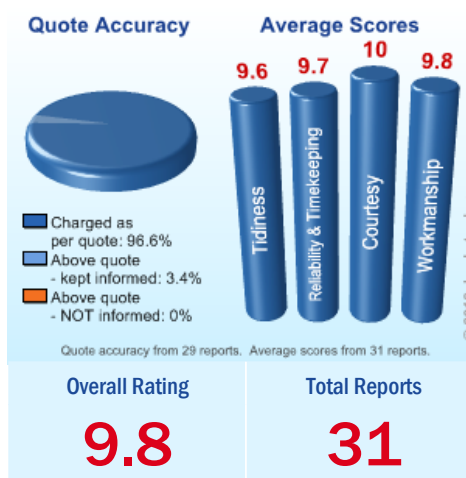 Quote Accuracy
Charged as
per quote: 96.6%
Above quote
- kept informed: 3.4%
Above quote
- NOT informed: 0%
Average Scores
9.6
9.7
10
9.8
Tidiness
Reliability & Timekeeping
Courtesy
Workmanship
Quote accuracy from 29 reports. Average scores from 31 reports.
Overall Rating
9.8
Total Reports
31